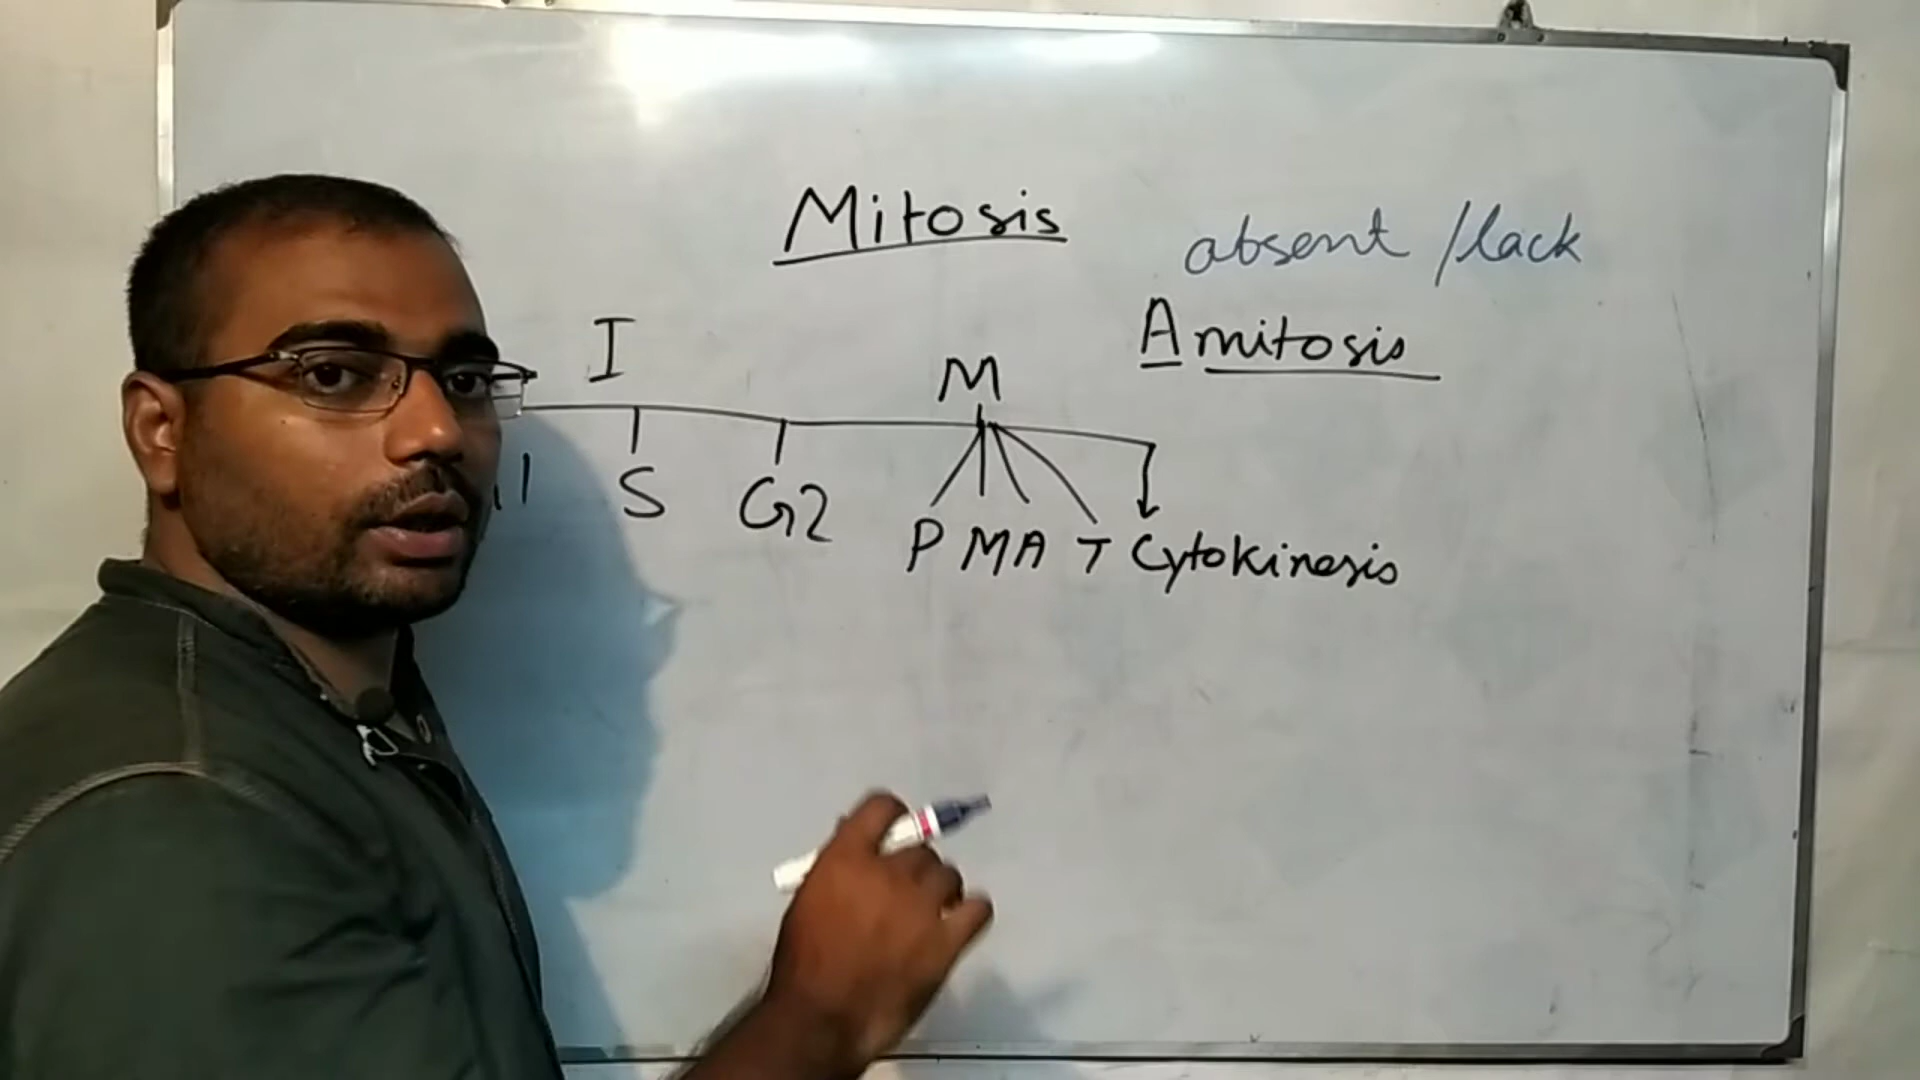 Mitosis
absent / lack
Amitosis
I
M
S G2
P M A T Cytokinesis